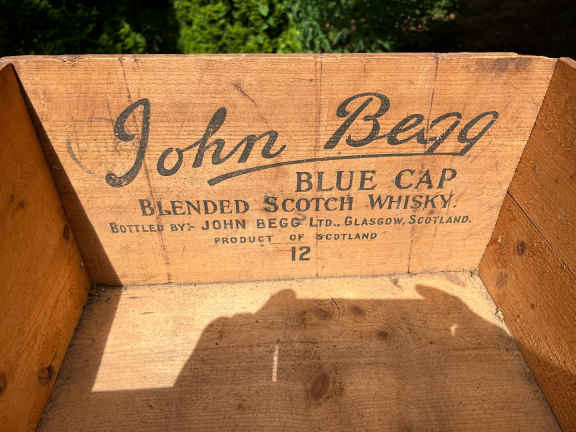 John Begg
BLUE CAP
BLENDED SCOTCH WHISKY.
BOTTLED BY:- JOHN BEGG LTD., GLASGOW, SCOTLAND.
PRODUCT OF SCOTLAND
12